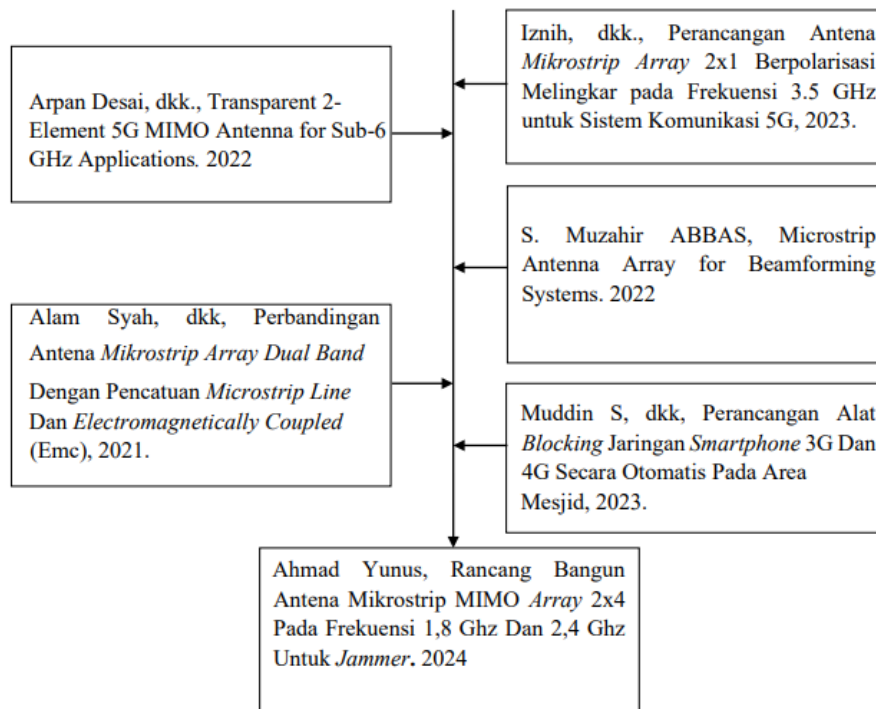 Iznih, dkk., Perancangan Antena
Mikrostrip Array 2x1 Berpolarisasi
Melingkar pada Frekuensi 3.5 GHz
untuk Sistem Komunikasi 5G, 2023.
Arpan Desai, dkk., Transparent 2-
Element 5G MIMO Antenna for Sub-6
GHz Applications. 2022
S. Muzahir ABBAS, Microstrip
Antenna Array for Beamforming
Systems. 2022
Alam Syah, dkk, Perbandingan
Antena Mikrostrip Array Dual Band
Dengan Pencatuan Microstrip Line
Dan Electromagnetically Coupled
(Emc), 2021.
Muddin S, dkk, Perancangan Alat
Blocking Jaringan Smartphone 3G Dan
4G Secara Otomatis Pada Area
Mesjid, 2023.
Ahmad Yunus, Rancang Bangun
Antena Mikrostrip MIMO Array 2x4
Pada Frekuensi 1,8 Ghz Dan 2,4 Ghz
Untuk Jammer. 2024